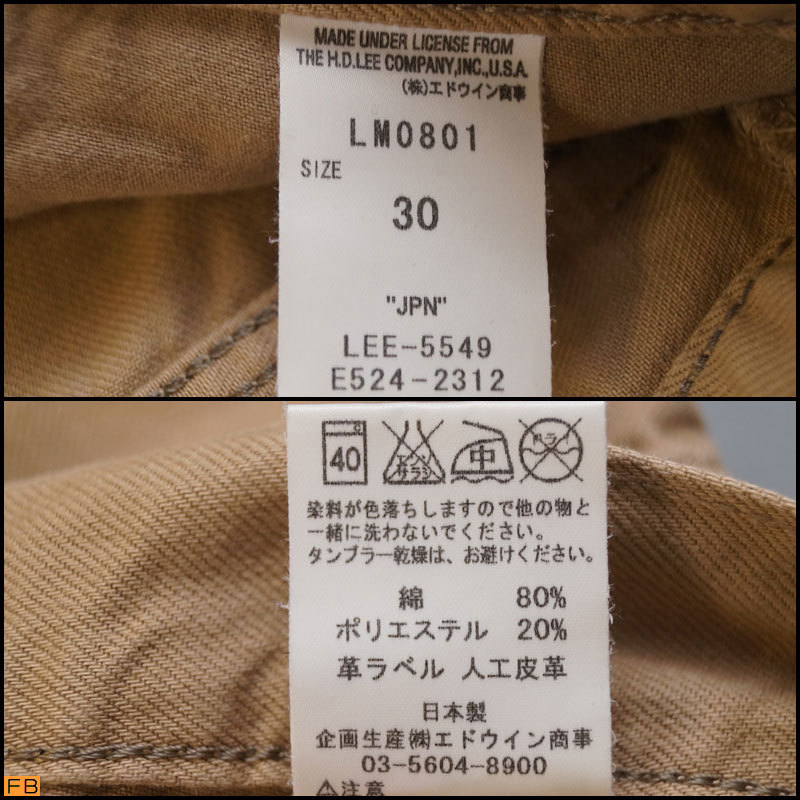 MADE UNDER LICENSE FROM
THE H.D.LEE COMPANY,INC.,U.S.A.
(株)エドウイン商事
LM0801
SIZE
30
"JPN"
LEE-5549
E524-2312
40
エンソ
サラシ
中
ドライ
染料が色落ちしますので他の物と
一緒に洗わないでください。
タンブラー乾燥は、お避けください。
綿 80%
ポリエステル 20%
革ラベル 人工皮革
日本製
企画生産㈱エドウイン商事
03-5604-8900
⚠注意
FB